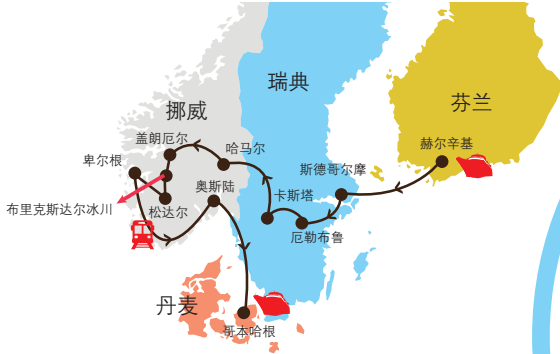 瑞典
芬兰
挪威
盖朗厄尔
哈马尔
赫尔辛基
卑尔根
斯德哥尔摩
奥斯陆
卡斯塔
布里克斯达尔冰川
松达尔
厄勒布鲁
丹麦
哥本哈根